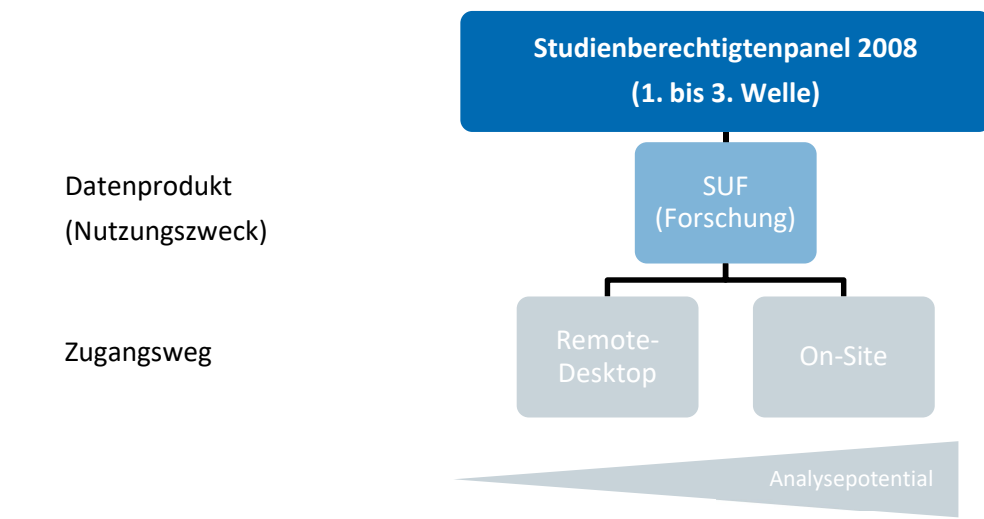 Studienberechtigtenpanel 2008
(1. bis 3. Welle)
Datenprodukt
(Nutzungszweck)
SUF
(Forschung)
Zugangsweg
Remote-
Desktop
On-Site
Analysepotential